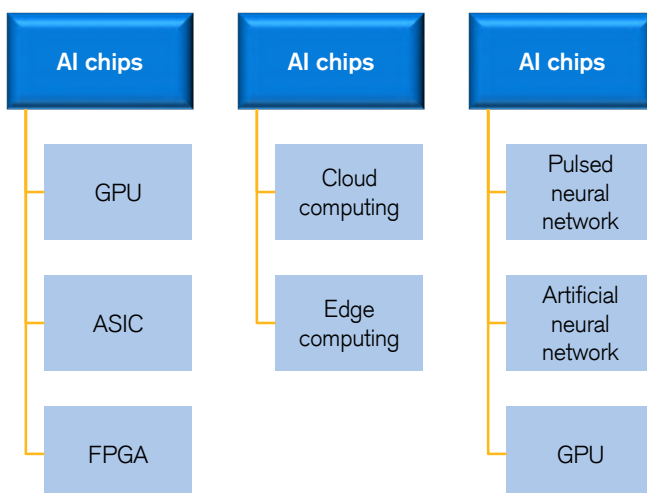 AI chips
GPU
ASIC
FPGA
AI chips
Cloud
computing
Edge
computing
AI chips
Pulsed
neural
network
Artificial
neural
network
GPU